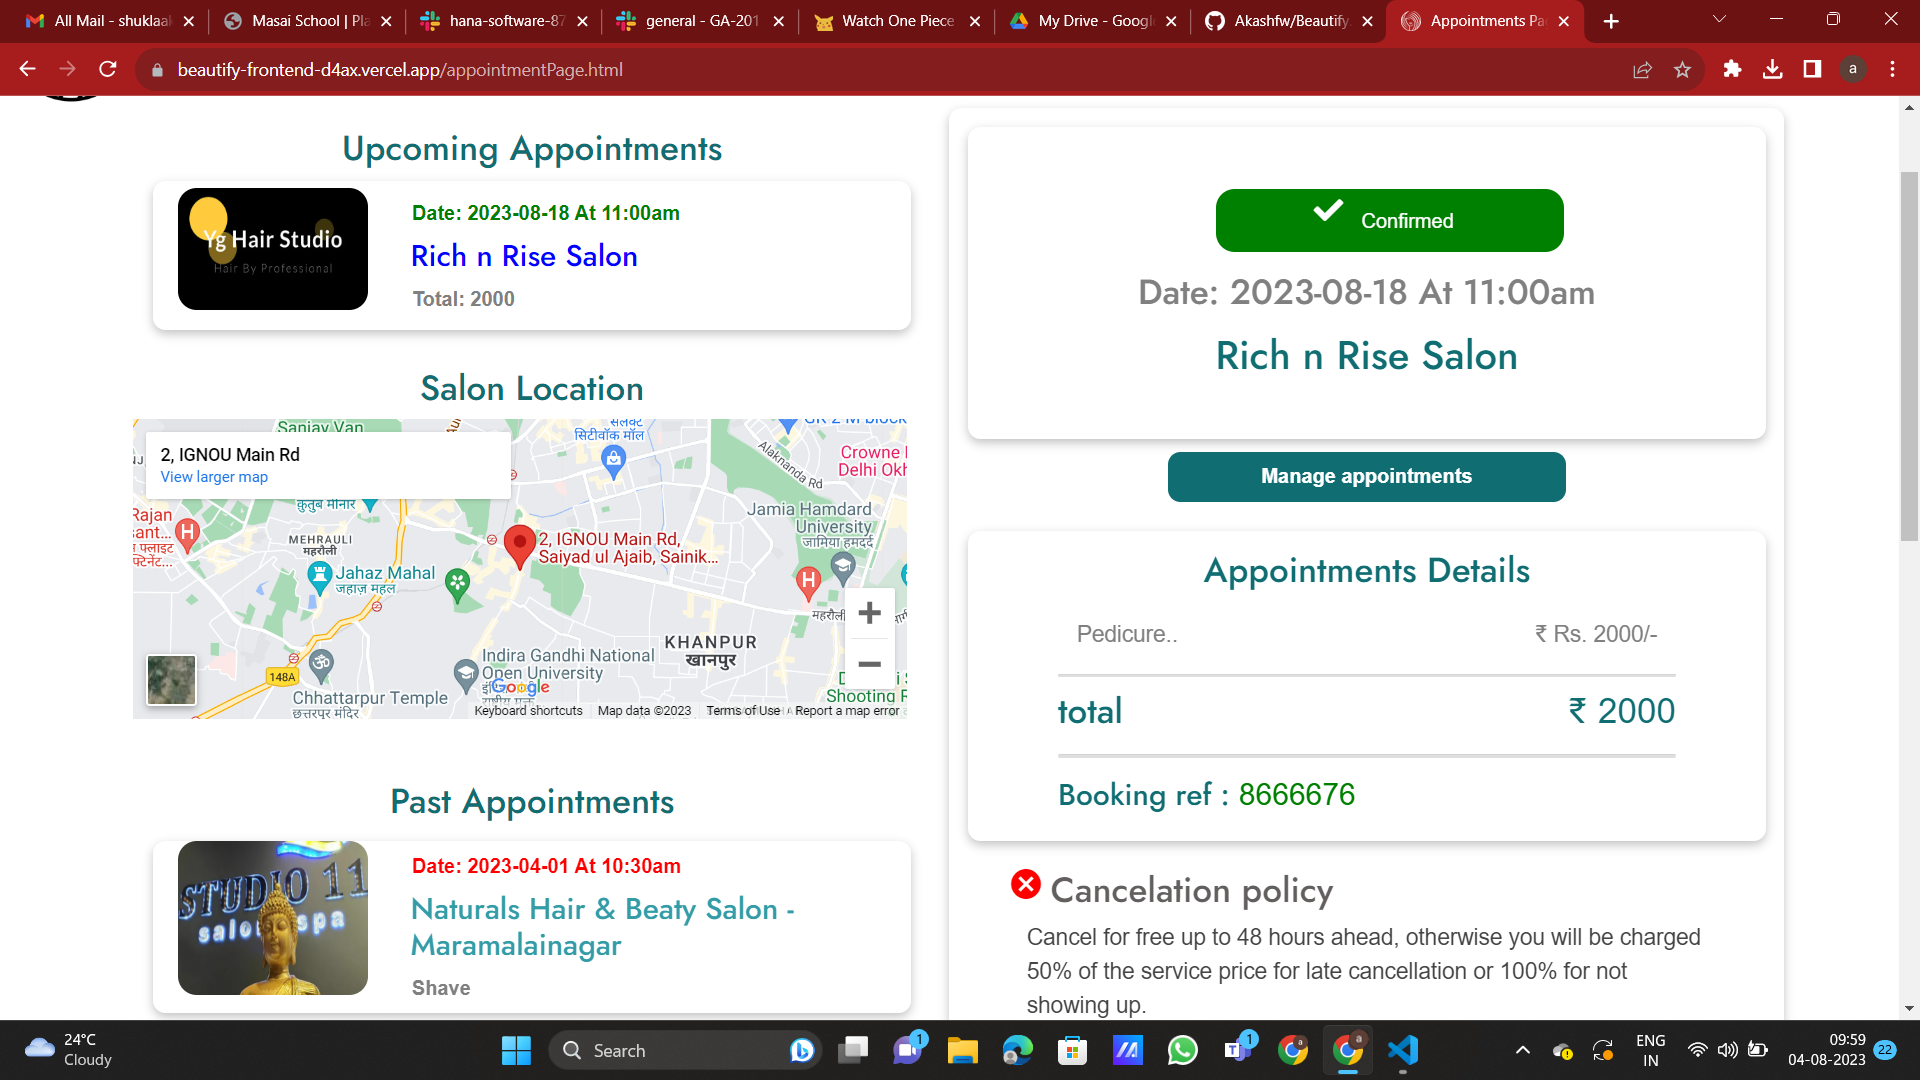 All Mail - shuklaal
Masai School | Pla
hana-software-87
general - GA-201
Watch One Piece
My Drive - Google
Akashfw/Beautify.
Appointments Pa
beautify-frontend-d4ax.vercel.app/appointmentPage.html
a
Upcoming Appointments
Yg Hair Studio
Hair By Professional
Date: 2023-08-18 At 11:00am
Rich n Rise Salon
Total: 2000
Salon Location
2, IGNOU Main Rd
View larger map
Sanjay Van
सेलेक्ट
सिटीवॉक मॉल
Alaknanda Rd
Crowne
Delhi Okh
क़ुतुब मीनार
Rajan
MEHRAULI
महरौली
Jamia Hamdard
University
जामिया हमदर्द
2, IGNOU Main Rd,
Saiyad ul Ajaib, Sainik...
Jahaz Mahal
जहाज़ महल
KHANPUR
खानपुर
148A
Indira Gandhi National
Open University
Chhattarpur Temple
छत्तरपुर मंदिर
Google
Shooting R
Keyboard shortcuts
Map data ©2023
Terms of Use
Report a map error
Past Appointments
STUDIO 11
salon spa
Date: 2023-04-01 At 10:30am
Naturals Hair & Beaty Salon -
Maramalainagar
Shave
Confirmed
Date: 2023-08-18 At 11:00am
Rich n Rise Salon
Manage appointments
Appointments Details
Pedicure..
₹ Rs. 2000/-
total
₹ 2000
Booking ref : 8666676
Cancelation policy
Cancel for free up to 48 hours ahead, otherwise you will be charged
50% of the service price for late cancellation or 100% for not
showing up.
24°C
Cloudy
Search
1
1
ENG
IN
09:59
04-08-2023
22